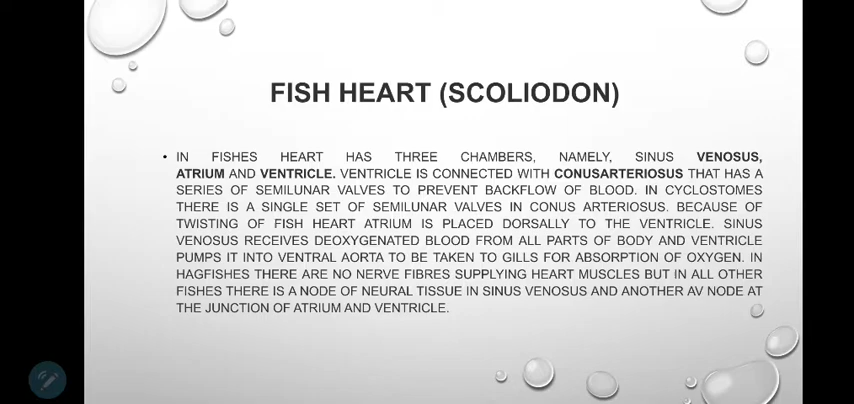 FISH HEART (SCOLIODON)
• IN FISHES HEART HAS THREE CHAMBERS, NAMELY, SINUS VENOSUS,
ATRIUM AND VENTRICLE. VENTRICLE IS CONNECTED WITH CONUSARTERIOSUS THAT HAS A
SERIES OF SEMILUNAR VALVES TO PREVENT BACKFLOW OF BLOOD. IN CYCLOSTOMES
THERE IS A SINGLE SET OF SEMILUNAR VALVES IN CONUS ARTERIOSUS. BECAUSE OF
TWISTING OF FISH HEART ATRIUM IS PLACED DORSALLY TO THE VENTRICLE. SINUS
VENOSUS RECEIVES DEOXYGENATED BLOOD FROM ALL PARTS OF BODY AND VENTRICLE
PUMPS IT INTO VENTRAL AORTA TO BE TAKEN TO GILLS FOR ABSORPTION OF OXYGEN. IN
HAGFISHES THERE ARE NO NERVE FIBRES SUPPLYING HEART MUSCLES BUT IN ALL OTHER
FISHES THERE IS A NODE OF NEURAL TISSUE IN SINUS VENOSUS AND ANOTHER AV NODE AT
THE JUNCTION OF ATRIUM AND VENTRICLE.